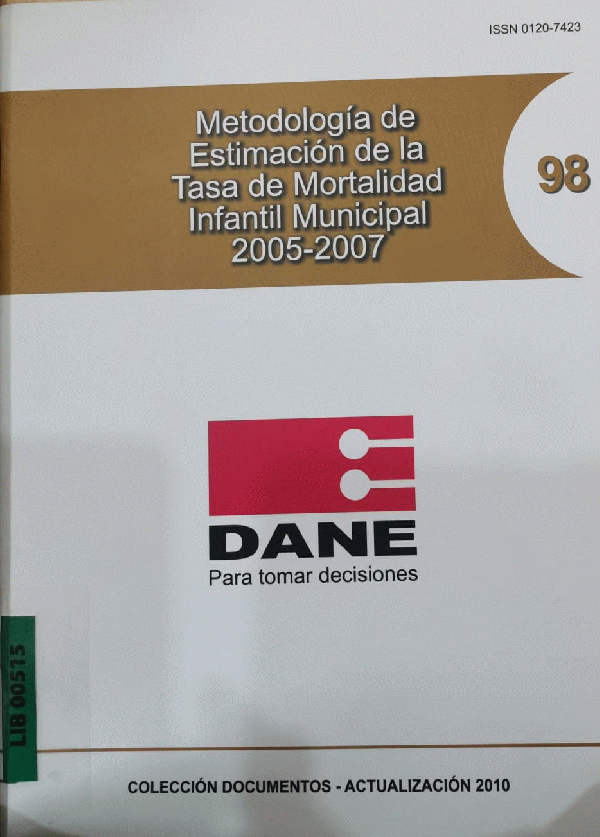 ISSN 0120-7423
Metodología de
Estimación de la
Tasa de Mortalidad
Infantil Municipal
2005-2007
98
DANE
Para tomar decisiones
LIB 00515
COLECCIÓN DOCUMENTOS - ACTUALIZACIÓN 2010